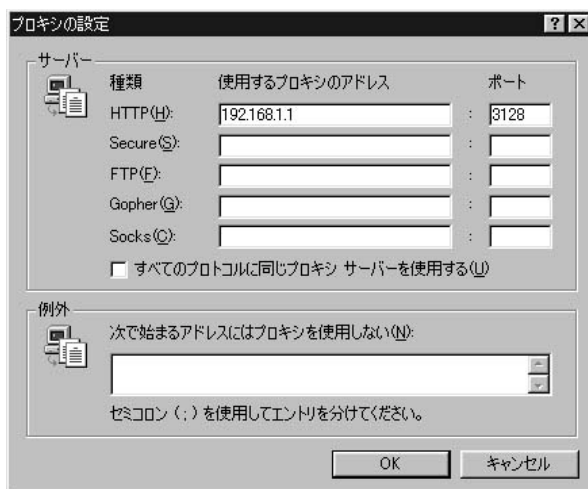 プロキシの設定
サーバー
種類 使用するプロキシのアドレス ポート
HTTP(H): 192.168.1.1 : 3128
Secure(S): :
FTP(F): :
Gopher(G): :
Socks(C): :
すべてのプロトコルに同じプロキシ サーバーを使用する(U)
例外
次で始まるアドレスにはプロキシを使用しない(N):
セミコロン ( ; ) を使用してエントリを分けてください。
OK キャンセル